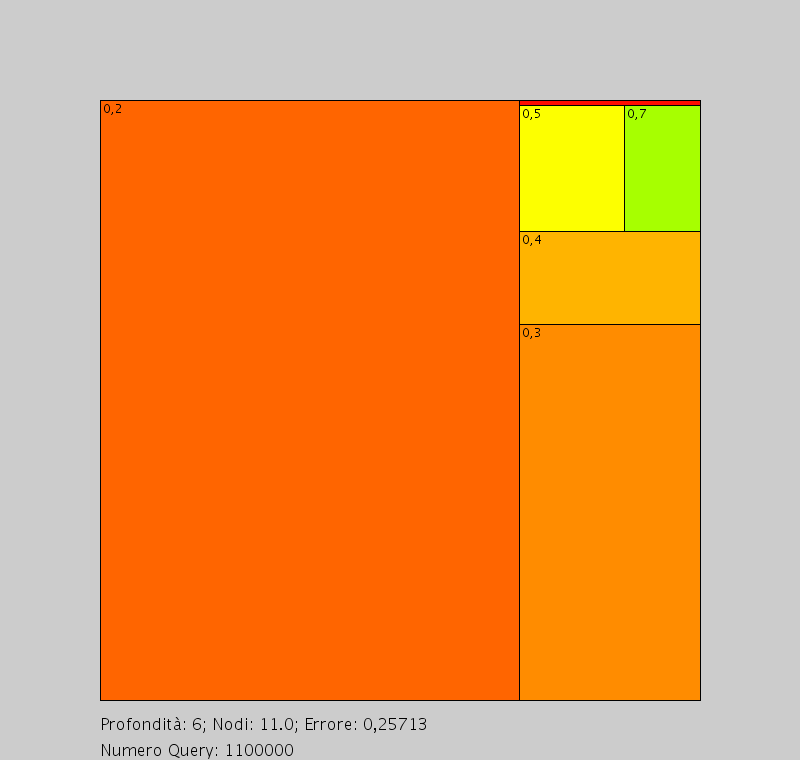 0,2
0,5
0,7
0,4
0,3
Profondità: 6; Nodi: 11.0; Errore: 0,25713
Numero Query: 1100000